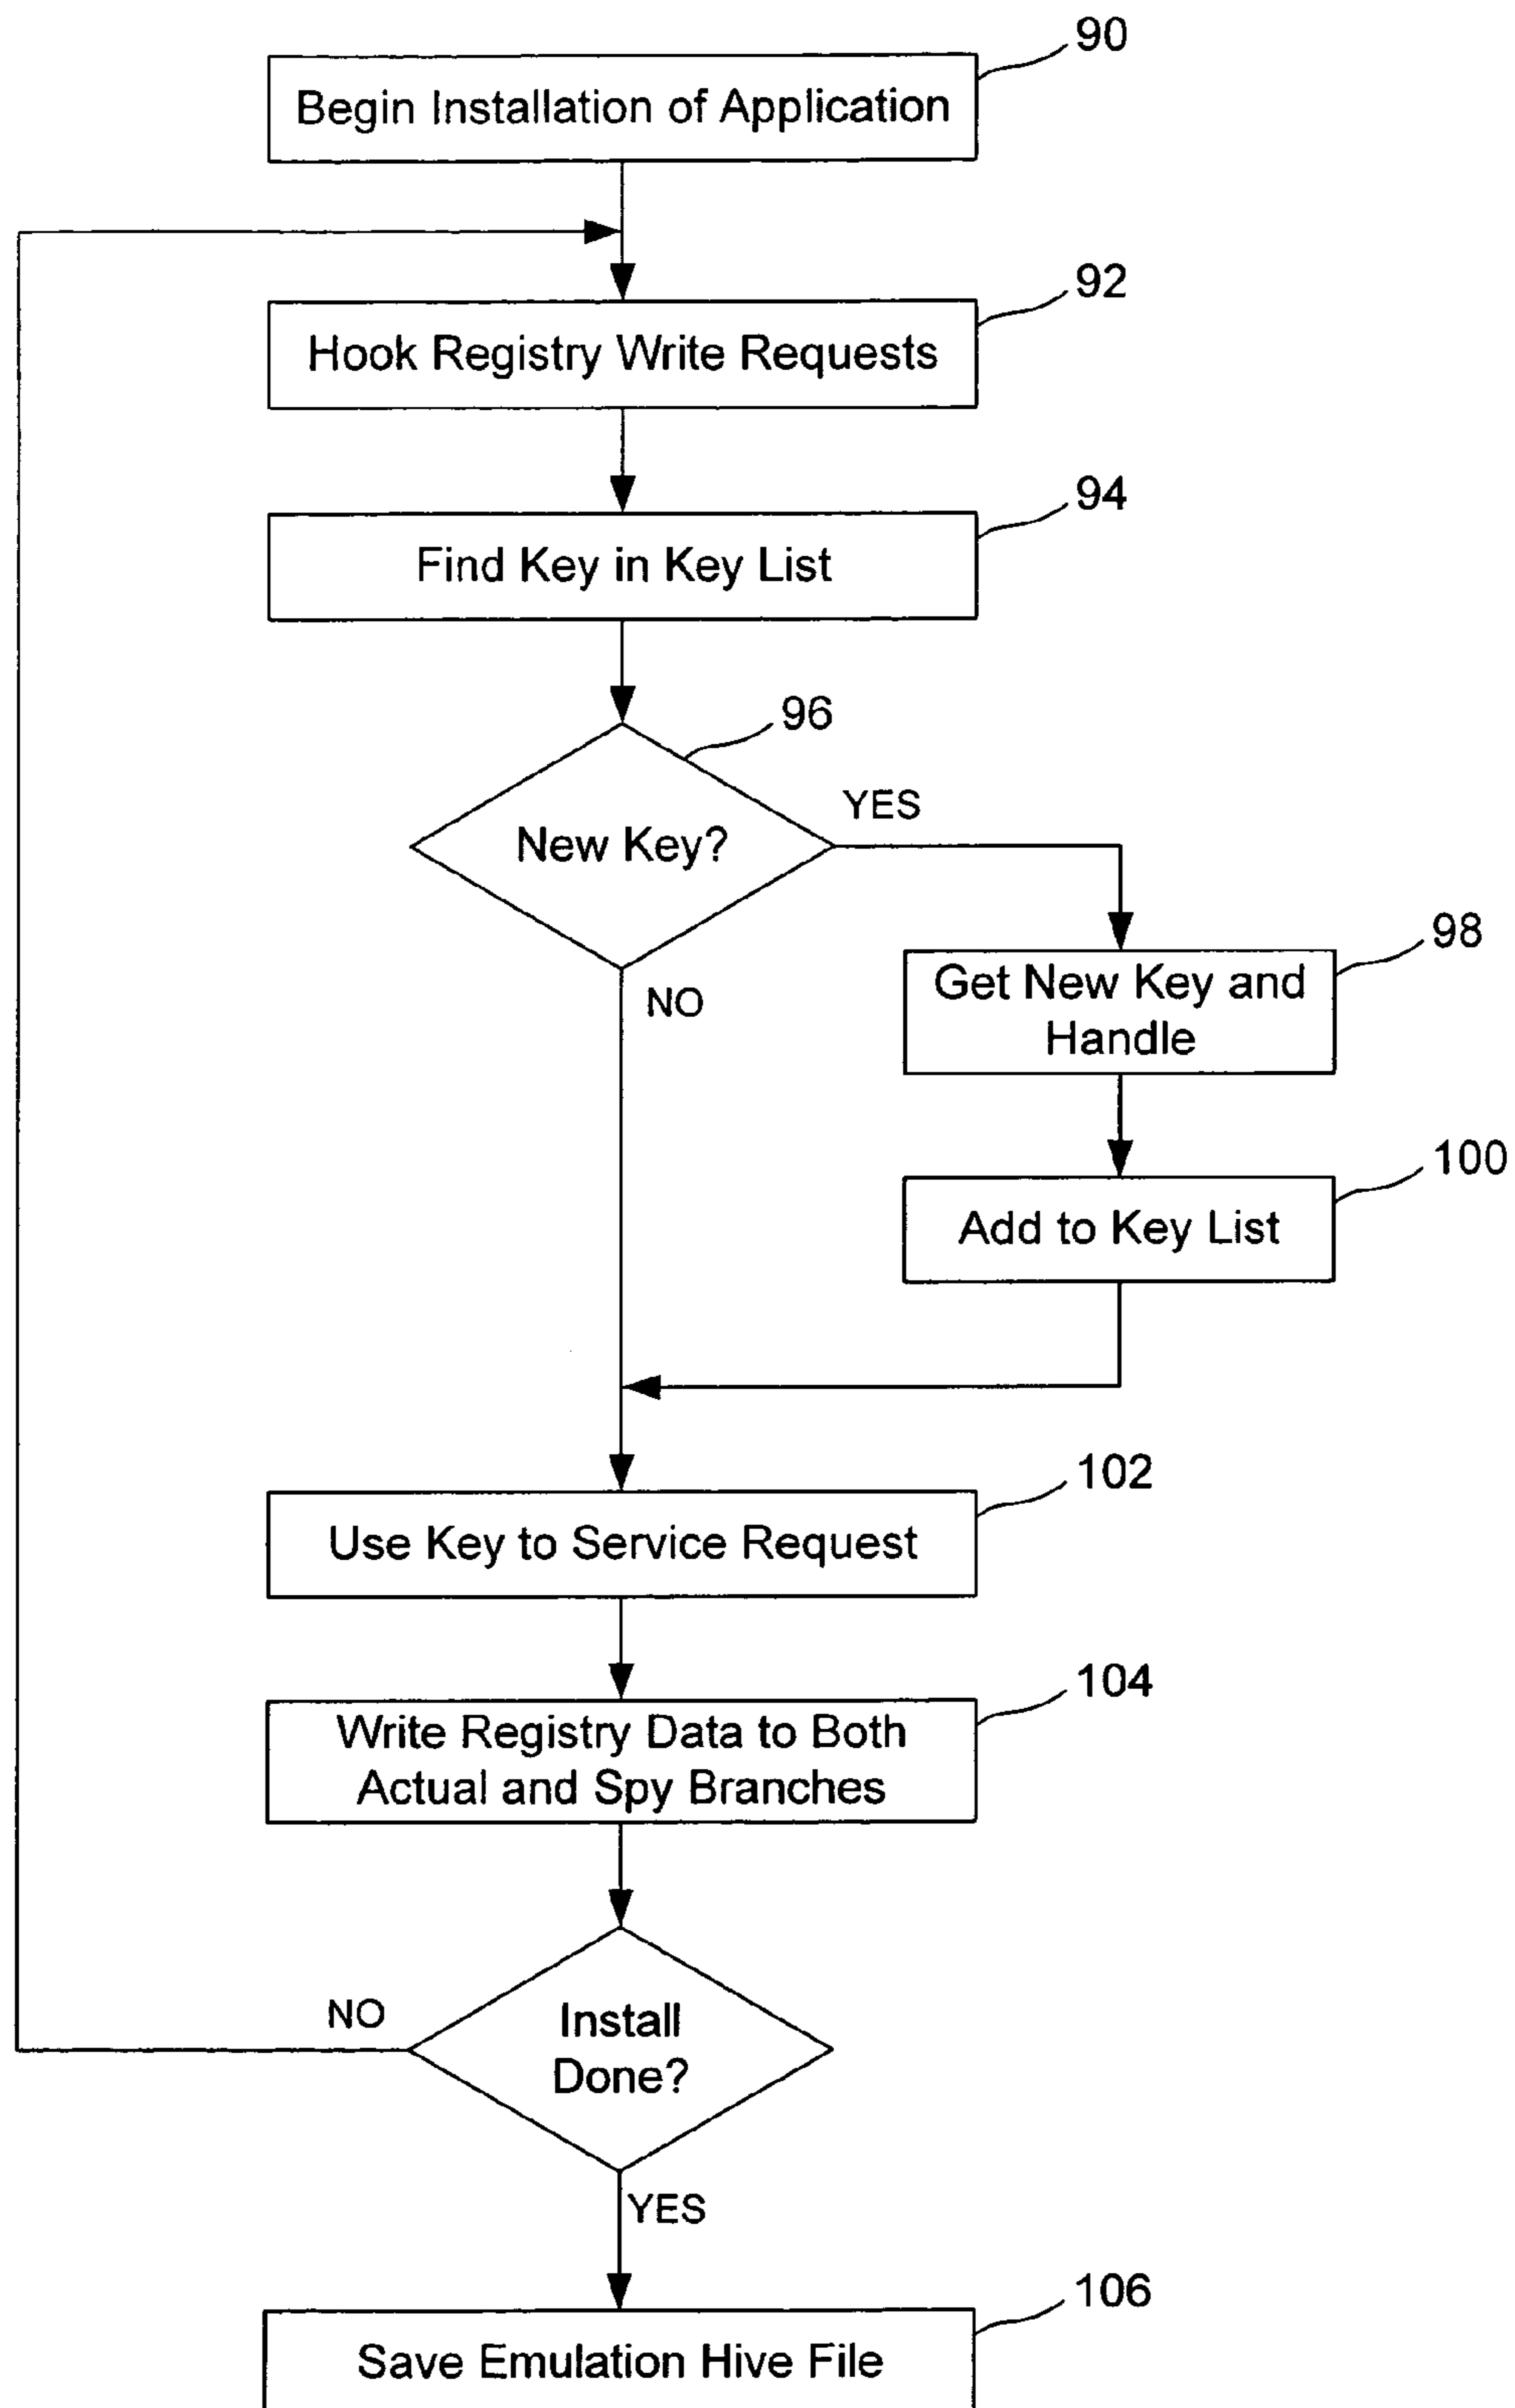 90
Begin Installation of Application
92
Hook Registry Write Requests
94
Find Key in Key List
96
New Key?
YES
NO
98
Get New Key and
Handle
100
Add to Key List
102
Use Key to Service Request
104
Write Registry Data to Both
Actual and Spy Branches
NO
Install
Done?
YES
106
Save Emulation Hive File